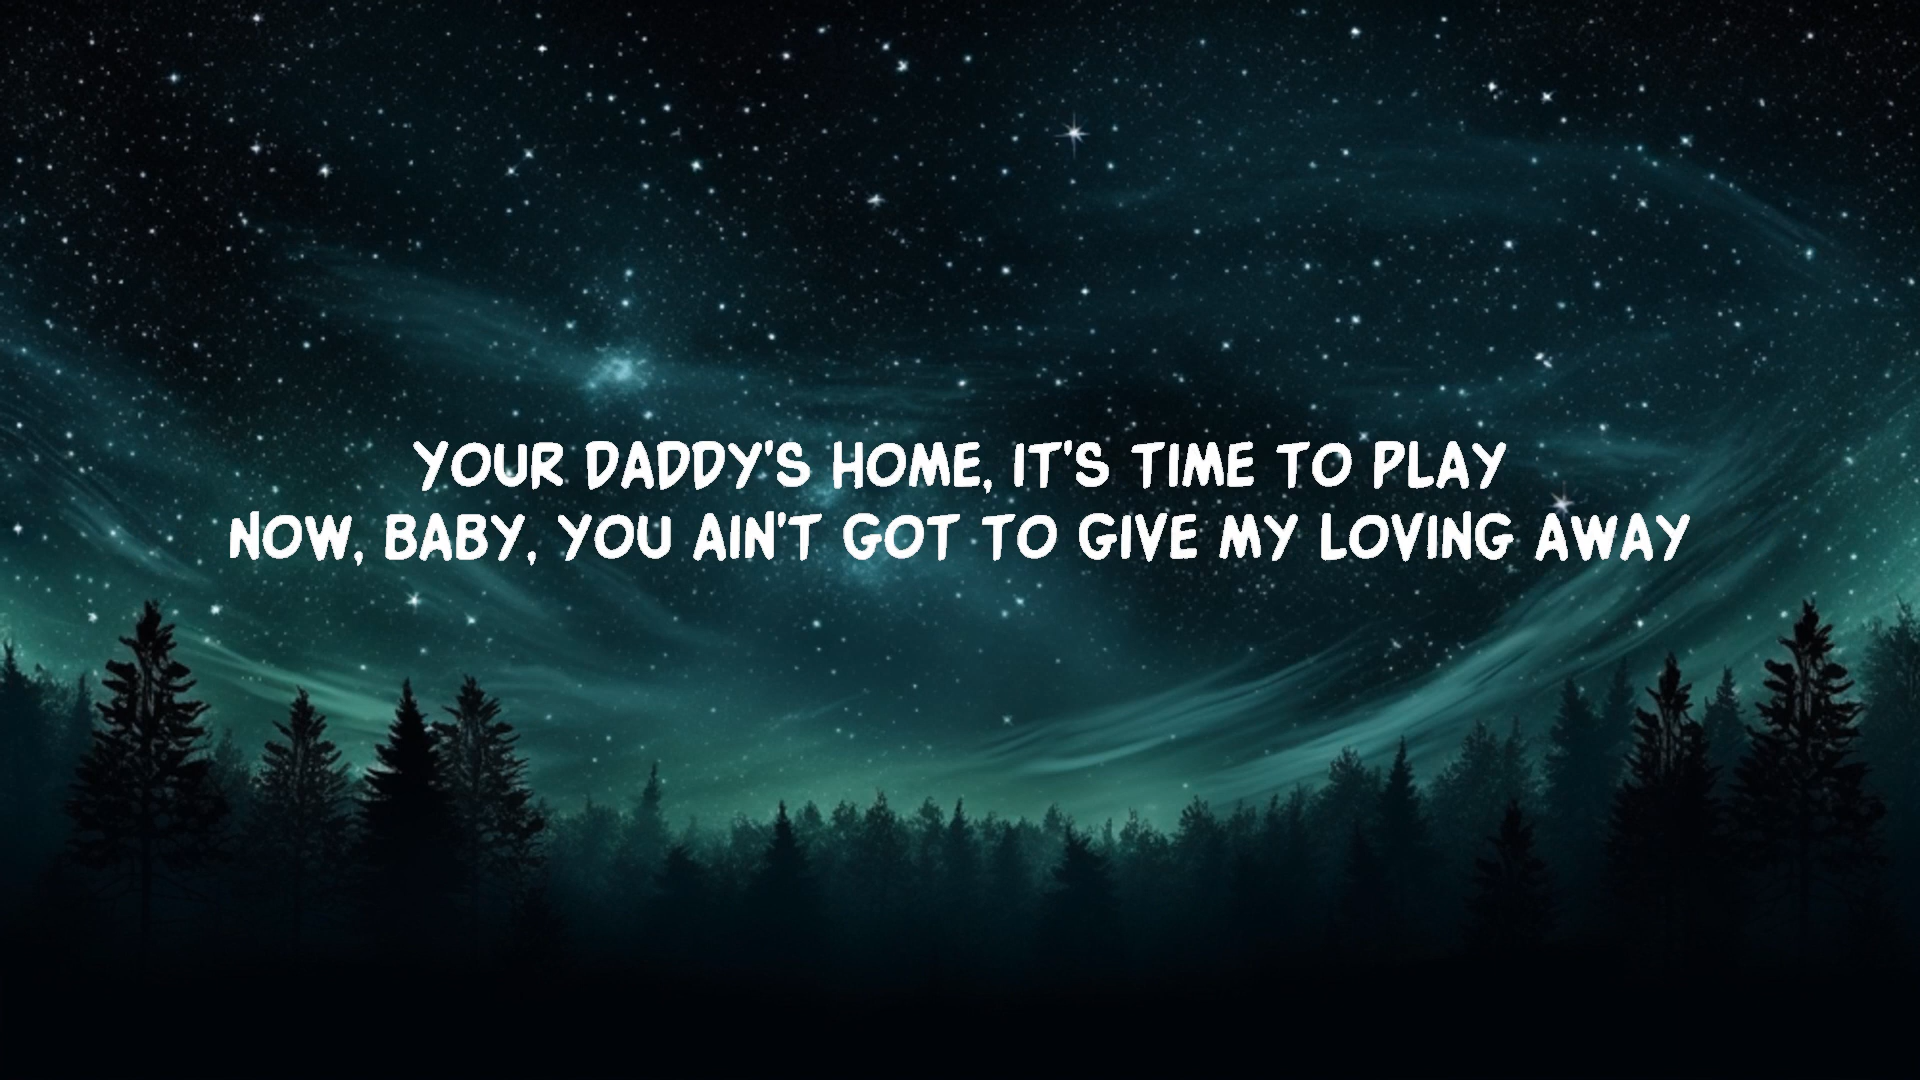 YOUR DADDY'S HOME, IT'S TIME TO PLAY
NOW, BABY, YOU AIN'T GOT TO GIVE MY LOVING AWAY